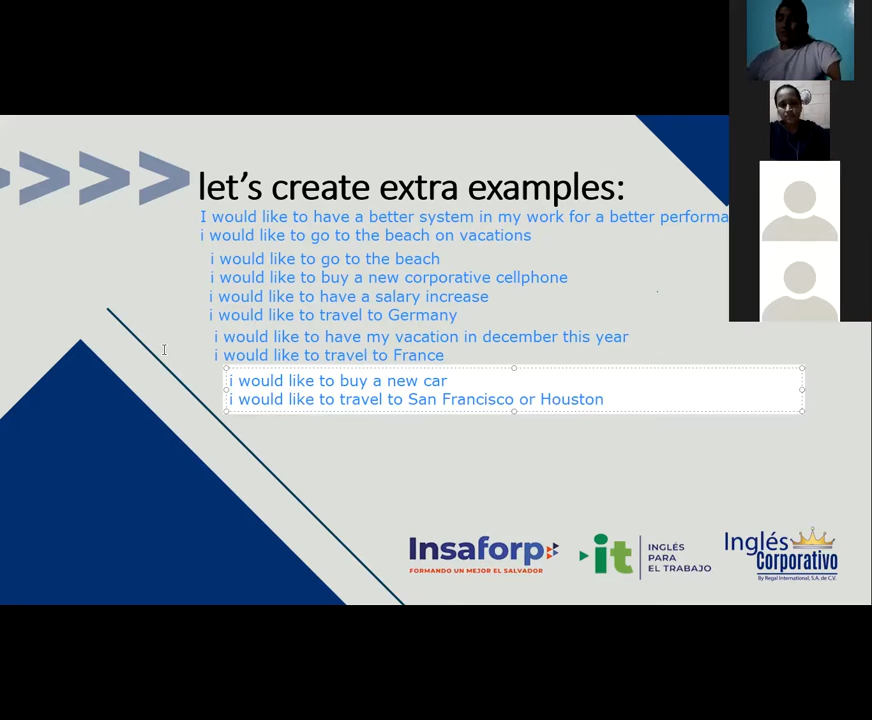 let's create extra examples:
I would like to have a better system in my work for a better performa
i would like to go to the beach on vacations
i would like to go to the beach
i would like to buy a new corporative cellphone
i would like to have a salary increase
i would like to travel to Germany
i would like to have my vacation in december this year
i would like to travel to France
i would like to buy a new car
i would like to travel to San Francisco or Houston
Insaforp
FORMANDO UN MEJOR EL SALVADOR
it
INGLÉS
PARA
EL TRABAJO
Inglés
Corporativo
By Regal International, S.A. de C.V.